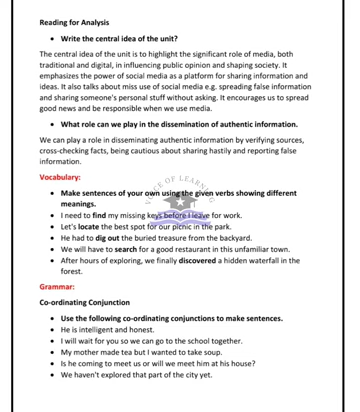 Reading for Analysis
• Write the central idea of the unit?
The central idea of the unit is to highlight the significant role of media, both
traditional and digital, in influencing public opinion and shaping society. It
emphasizes the power of social media as a platform for sharing information and
ideas. It also talks about miss use of social media e.g. spreading false information
and sharing someone's personal stuff without asking. It encourages us to spread
good news and be responsible when we use media.
• What role can we play in the dissemination of authentic information.
We can play a role in disseminating authentic information by verifying sources,
cross-checking facts, being cautious about sharing hastily and reporting false
information.
Vocabulary:
VOICE OF LEARNING
• Make sentences of your own using the given verbs showing different
meanings.
• I need to find my missing keys before I leave for work.
• Let's locate the best spot for our picnic in the park.
• He had to dig out the buried treasure from the backyard.
• We will have to search for a good restaurant in this unfamiliar town.
• After hours of exploring, we finally discovered a hidden waterfall in the
forest.
Grammar:
Co-ordinating Conjunction
• Use the following co-ordinating conjunctions to make sentences.
• He is intelligent and honest.
• I will wait for you so we can go to the school together.
• My mother made tea but I wanted to take soup.
• Is he coming to meet us or will we meet him at his house?
• We haven't explored that part of the city yet.